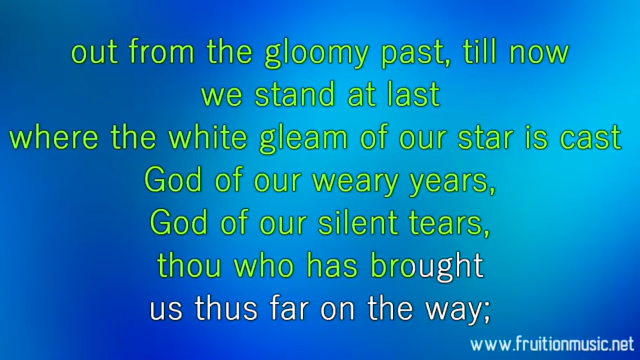 out from the gloomy past, till now
we stand at last
where the white gleam of our star is cast
God of our weary years,
God of our silent tears,
thou who has brought
us thus far on the way;
www.fruitionmusic.net